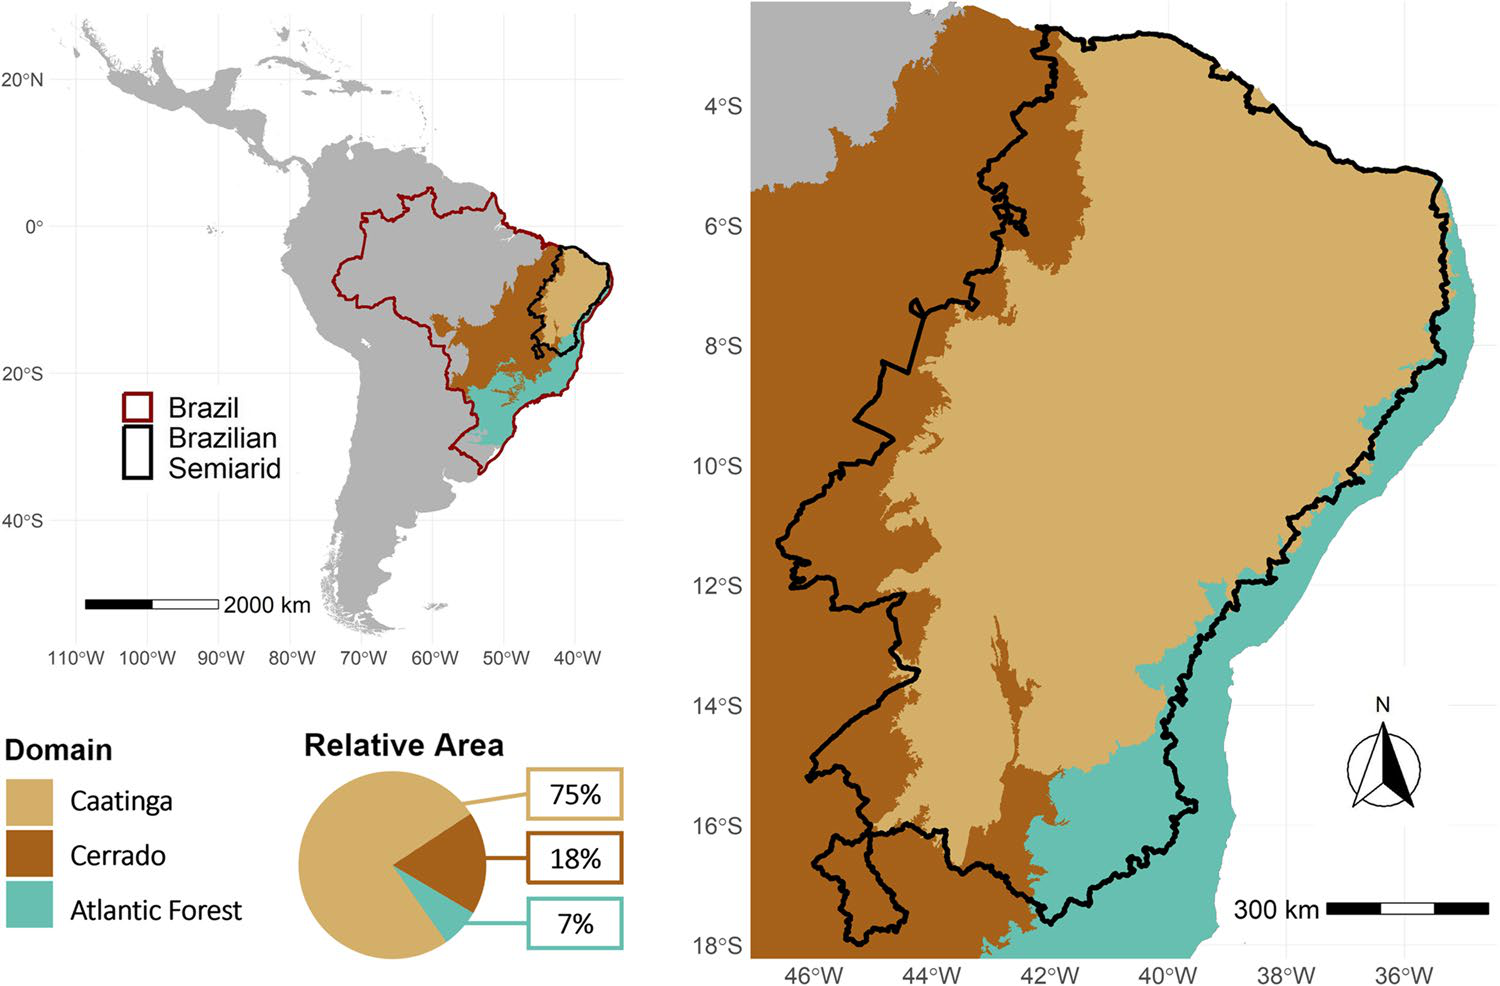 20°N
0°
20°S
40°S
Brazil
Brazilian
Semiarid
2000 km
110°W 100°W 90°W 80°W 70°W 60°W 50°W 40°W
Domain
Caatinga
Cerrado
Atlantic Forest
Relative Area
75%
18%
7%
4°S
6°S
8°S
10°S
12°S
14°S
16°S
18°S
N
300 km
46°W 44°W 42°W 40°W 38°W 36°W